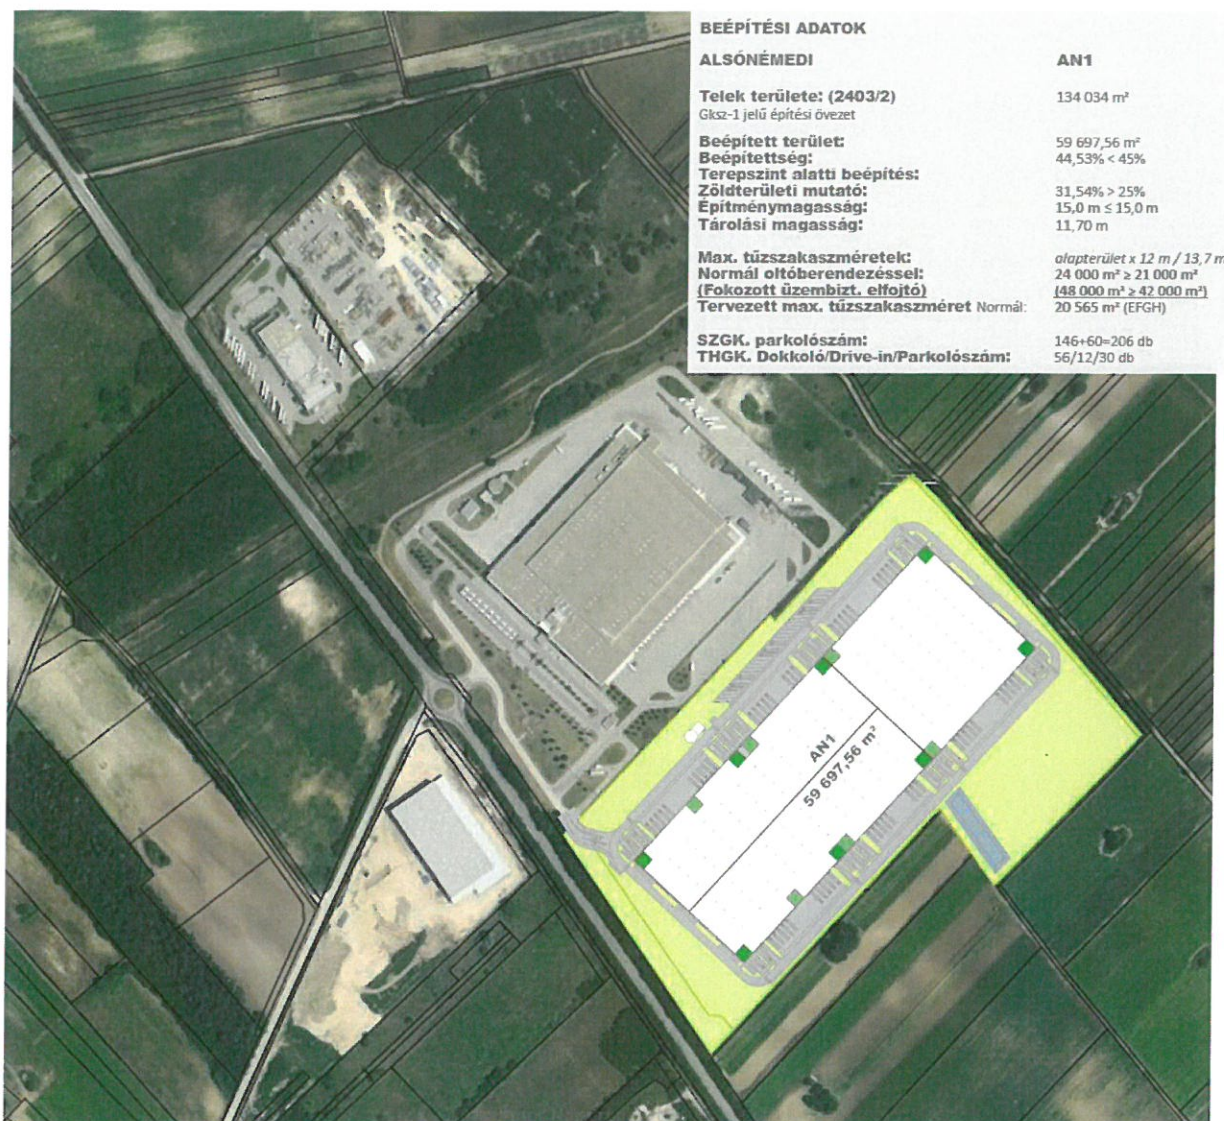 BEÉPÍTÉSI ADATOK
ALSÓNÉMEDI AN1
Telek területe: (2403/2) 134 034 m²
Gksz-1 jelű építési övezet
Beépített terület: 59 697,56 m²
Beépítettség: 44,53% < 45%
Terepszint alatti beépítés:
Zöldterületi mutató: 31,54% > 25%
Építménymagasság: 15,0 m ≤ 15,0 m
Tárolási magasság: 11,70 m
Max. tűzszakaszméretek: alapterület x 12 m / 13,7 m
Normál oltóberendezéssel: 24 000 m² ≥ 21 000 m²
(Fokozott üzembizt. elfojtó) (48 000 m² ≥ 42 000 m²)
Tervezett max. tűzszakaszméret Normál: 20 565 m² (EFGH)
SZGK. parkolószám: 146+60=206 db
THGK. Dokkoló/Drive-in/Parkolószám: 56/12/30 db
AN1
59 697,56 m²